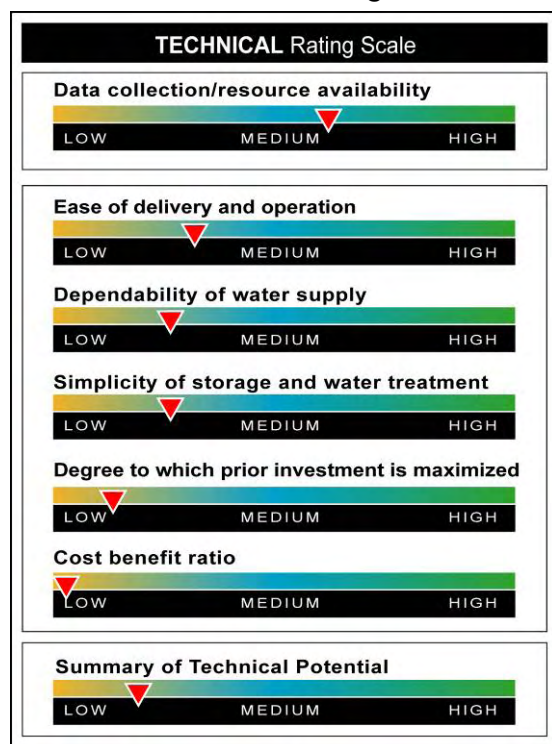 TECHNICAL Rating Scale
Data collection/resource availability
LOW MEDIUM HIGH
Ease of delivery and operation
LOW MEDIUM HIGH
Dependability of water supply
LOW MEDIUM HIGH
Simplicity of storage and water treatment
LOW MEDIUM HIGH
Degree to which prior investment is maximized
LOW MEDIUM HIGH
Cost benefit ratio
LOW MEDIUM HIGH
Summary of Technical Potential
LOW MEDIUM HIGH